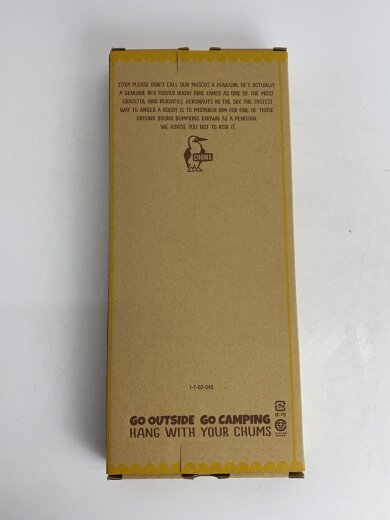 STOP! PLEASE DON'T CALL OUR MASCOT A PENGUIN. HE'S ACTUALLY
A GENUINE RED FOOTED BOOBY BIRD FAMED AS ONE OF THE MOST
GRACEFUL AND VERSATILE AERONAUTS IN THE SKY. THE FASTEST
WAY TO ANGER A BOOBY IS TO MISTAKEN HIM FOR ONE OF THOSE
GROUND BOUND BUMPKINS KNOWN AS A PENGUIN.
WE ADVISE YOU NOT TO RISK IT.
CHUMS
1-1-02-043
GO OUTSIDE GO CAMPING
HANG WITH YOUR CHUMS